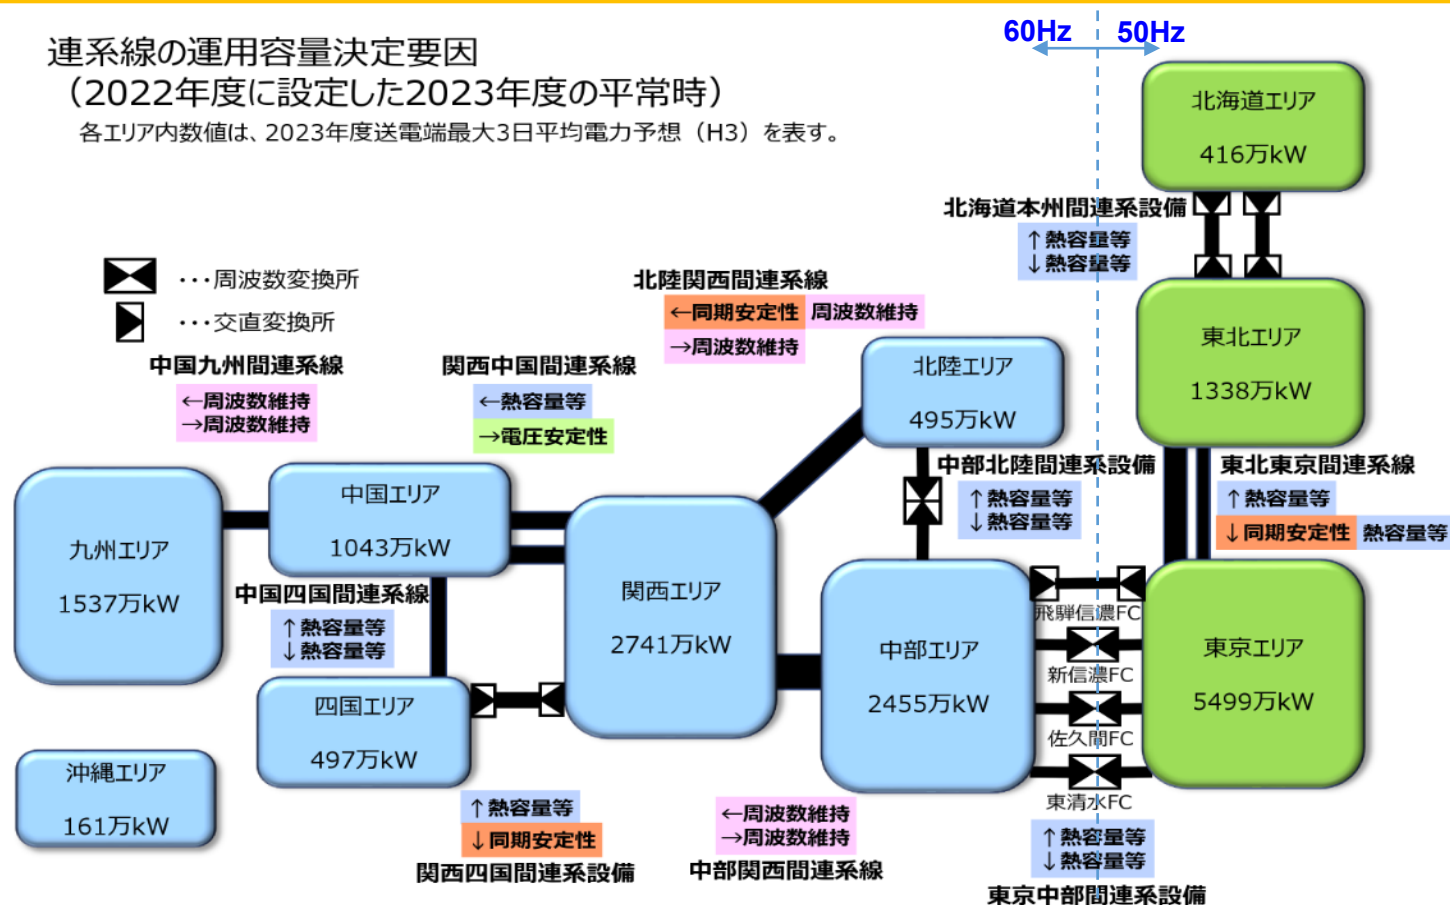 60Hz 50Hz
連系線の運用容量決定要因
（2022年度に設定した2023年度の平常時）
各エリア内数値は、2023年度送電端最大3日平均電力予想（H3）を表す。
北海道エリア
416万kW
北海道本州間連系設備
↑熱容量等
↓熱容量等
･･･周波数変換所
･･･交直変換所
北陸関西間連系線
←同期安定性 周波数維持
→周波数維持
中国九州間連系線
←周波数維持
→周波数維持
関西中国間連系線
←熱容量等
→電圧安定性
北陸エリア
495万kW
東北エリア
1338万kW
中部北陸間連系設備
↑熱容量等
↓熱容量等
東北東京間連系線
↑熱容量等
↓同期安定性 熱容量等
九州エリア
1537万kW
中国エリア
1043万kW
中国四国間連系線
↑熱容量等
↓熱容量等
関西エリア
2741万kW
中部エリア
2455万kW
飛騨信濃FC
新信濃FC
佐久間FC
東清水FC
東京エリア
5499万kW
四国エリア
497万kW
沖縄エリア
161万kW
↑熱容量等
↓同期安定性
関西四国間連系設備
←周波数維持
→周波数維持
中部関西間連系線
↑熱容量等
↓熱容量等
東京中部間連系設備